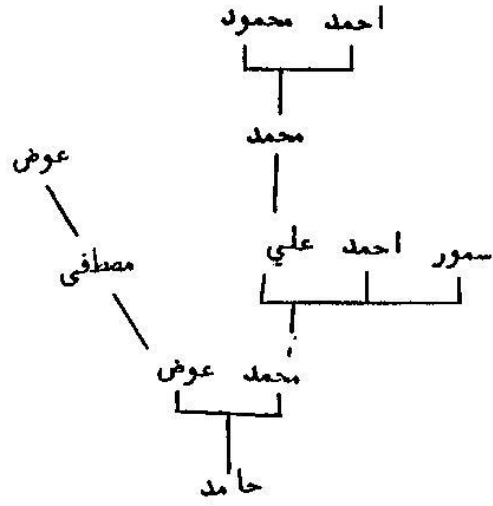 احمد محمود
محمد
عوض
سمور احمد علي
مصطفى
محمد عوض
حامد